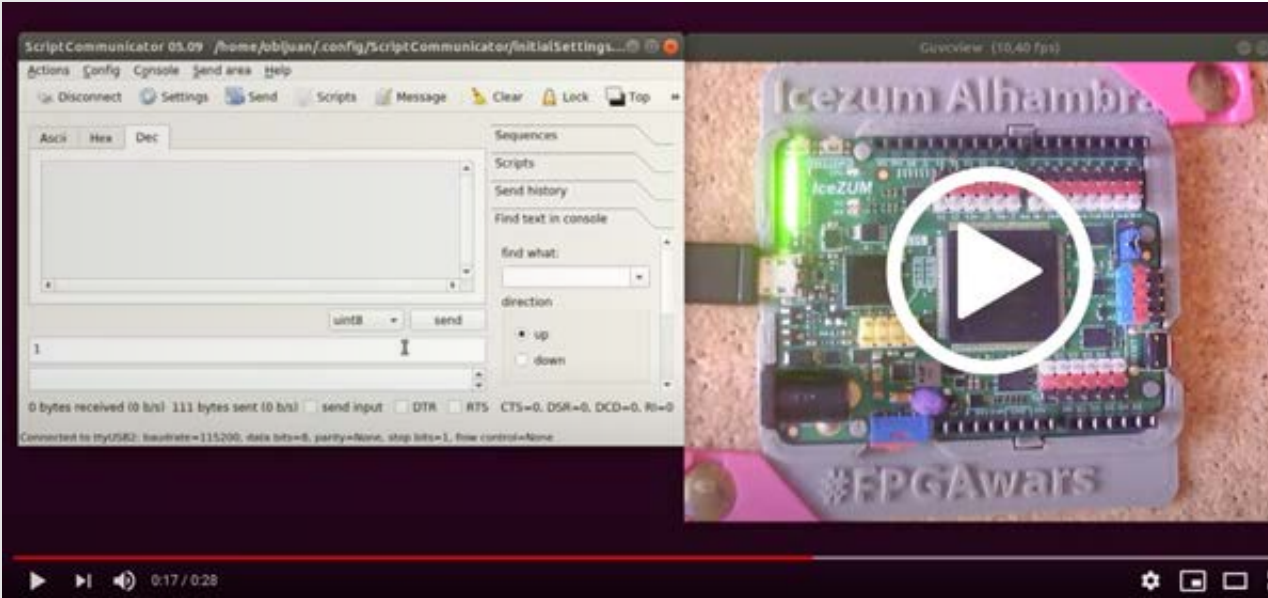 ScriptCommunicator 05.09 /home/obijuan/.config/ScriptCommunicator/initialSettings....
Actions Config Console Send area Help
Disconnect Settings Send Scripts Message Clear Lock Top »
Ascii Hex Dec
Sequences
Scripts
Send history
Find text in console
find what:
direction
up
down
uint8 send
1
0 bytes received (0 b/s) 111 bytes sent (0 b/s) send input DTR RTS CTS=0, DSR=0, DCD=0, RI=0
Connected to ttyUSB2: baudrate=115200, data bits=8, parity=None, stop bits=1, flow control=None
Guvcview (10,40 fps)
Icezum Alhambra
IceZUM
#FPGAwars
0:17 / 0:28